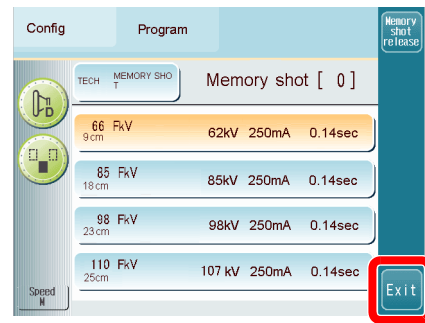 Config
Program
Memory
shot
release
TECH MEMORY SHO
T
Memory shot [ 0]
D
66 FkV 62kV 250mA 0.14sec
9cm
85 FkV 85kV 250mA 0.14sec
18cm
98 FkV 98kV 250mA 0.14sec
23cm
110 FkV 107 kV 250mA 0.14sec
25cm
Speed
M
Exit